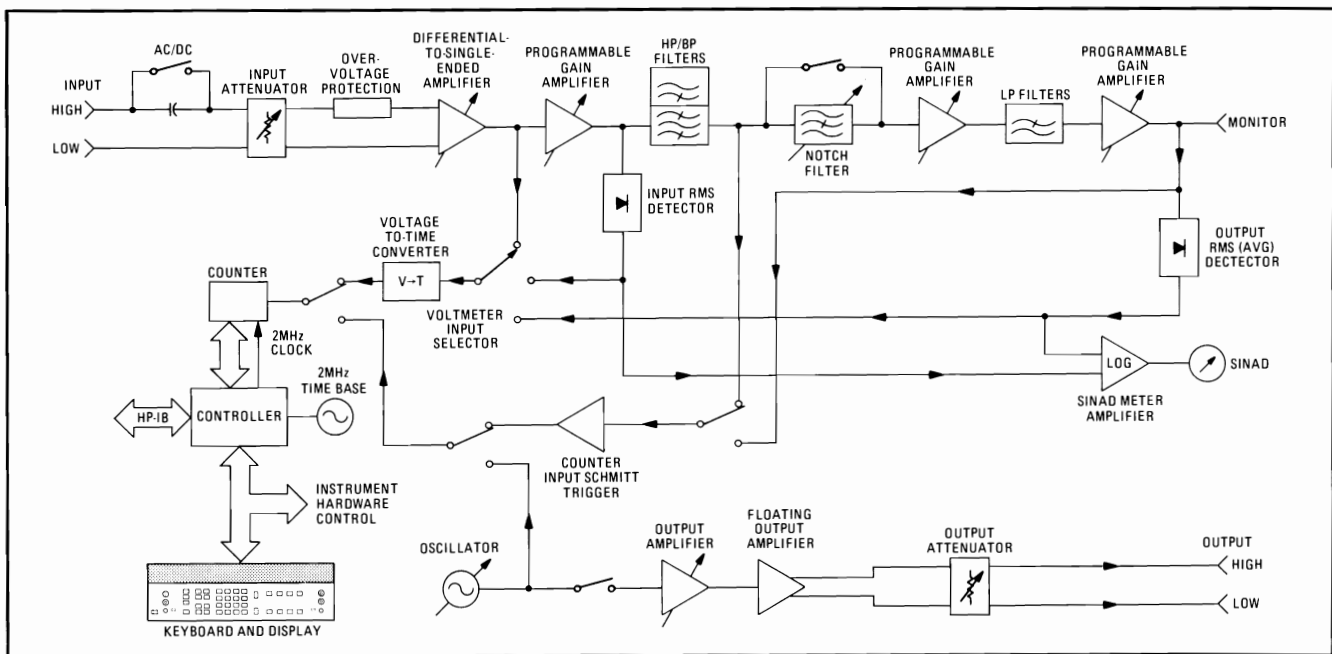 AC/DC
INPUT
HIGH
LOW
INPUT
ATTENUATOR
OVER-
VOLTAGE
PROTECTION
DIFFERENTIAL-
TO-SINGLE-
ENDED
AMPLIFIER
PROGRAMMABLE
GAIN
AMPLIFIER
HP/BP
FILTERS
NOTCH
FILTER
PROGRAMMABLE
GAIN
AMPLIFIER
LP FILTERS
PROGRAMMABLE
GAIN
AMPLIFIER
MONITOR
INPUT RMS
DETECTOR
OUTPUT
RMS (AVG)
DECTECTOR
VOLTAGE
TO-TIME
CONVERTER
V→T
COUNTER
VOLTMETER
INPUT
SELECTOR
2MHz
CLOCK
2MHz
TIME BASE
HP-IB
CONTROLLER
LOG
SINAD
SINAD METER
AMPLIFIER
COUNTER
INPUT SCHMITT
TRIGGER
INSTRUMENT
HARDWARE
CONTROL
KEYBOARD AND DISPLAY
OSCILLATOR
OUTPUT
AMPLIFIER
FLOATING
OUTPUT
AMPLIFIER
OUTPUT
ATTENUATOR
OUTPUT
HIGH
LOW